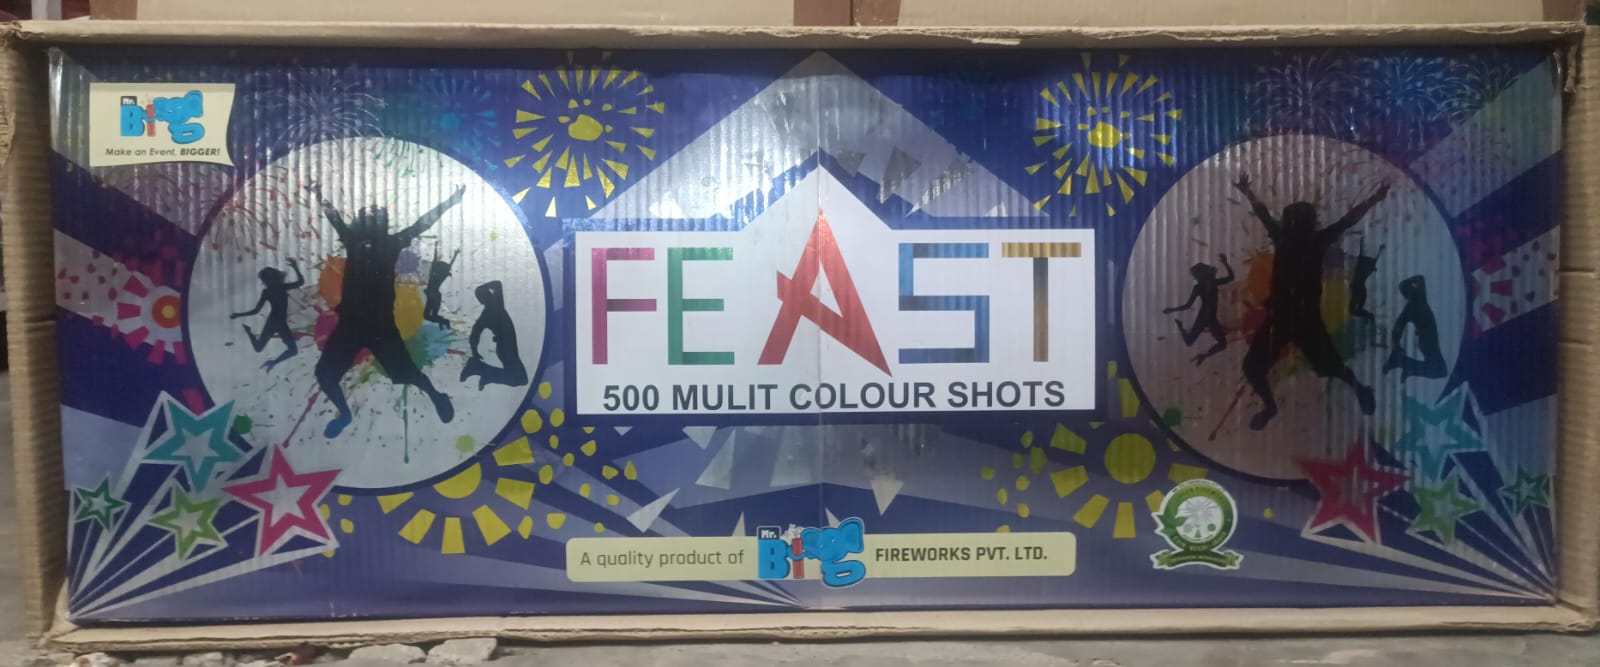 Mr.
Bigg
Make an Event, BIGGER!
FEAST
500 MULIT COLOUR SHOTS
A quality product of Mr. Bigg FIREWORKS PVT. LTD.